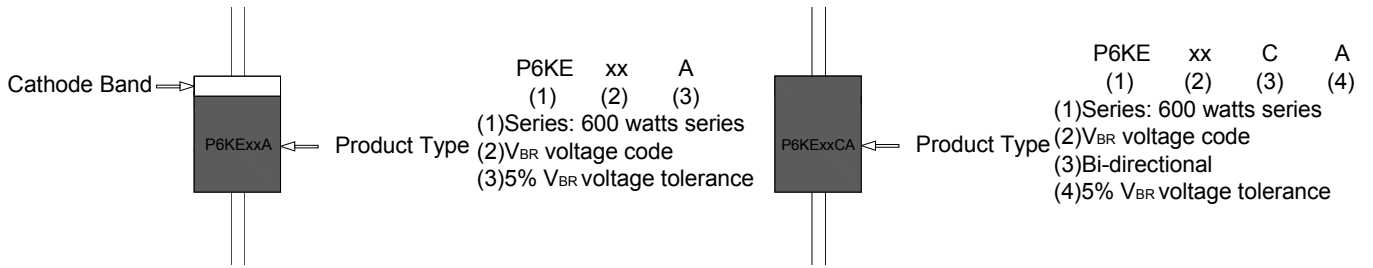 Cathode Band
P6KExxA
Product Type
P6KE xx A
(1) (2) (3)
(1)Series: 600 watts series
(2)VBR voltage code
(3)5% VBR voltage tolerance
P6KExxCA
Product Type
P6KE xx C A
(1) (2) (3) (4)
(1)Series: 600 watts series
(2)VBR voltage code
(3)Bi-directional
(4)5% VBR voltage tolerance